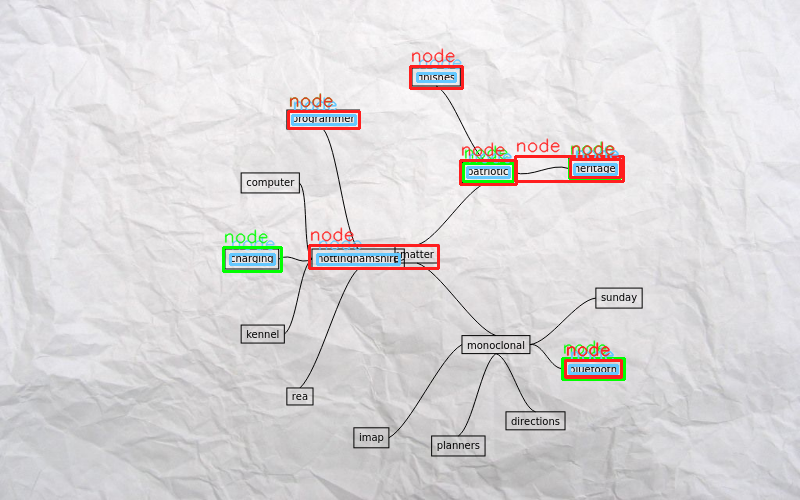 node
finishes
node
programmer
node
patriotic
node
node
heritage
computer
node
charging
node
nottinghamshire
matter
sunday
kennel
monoclonal
node
bluetooth
rea
directions
imap
planners